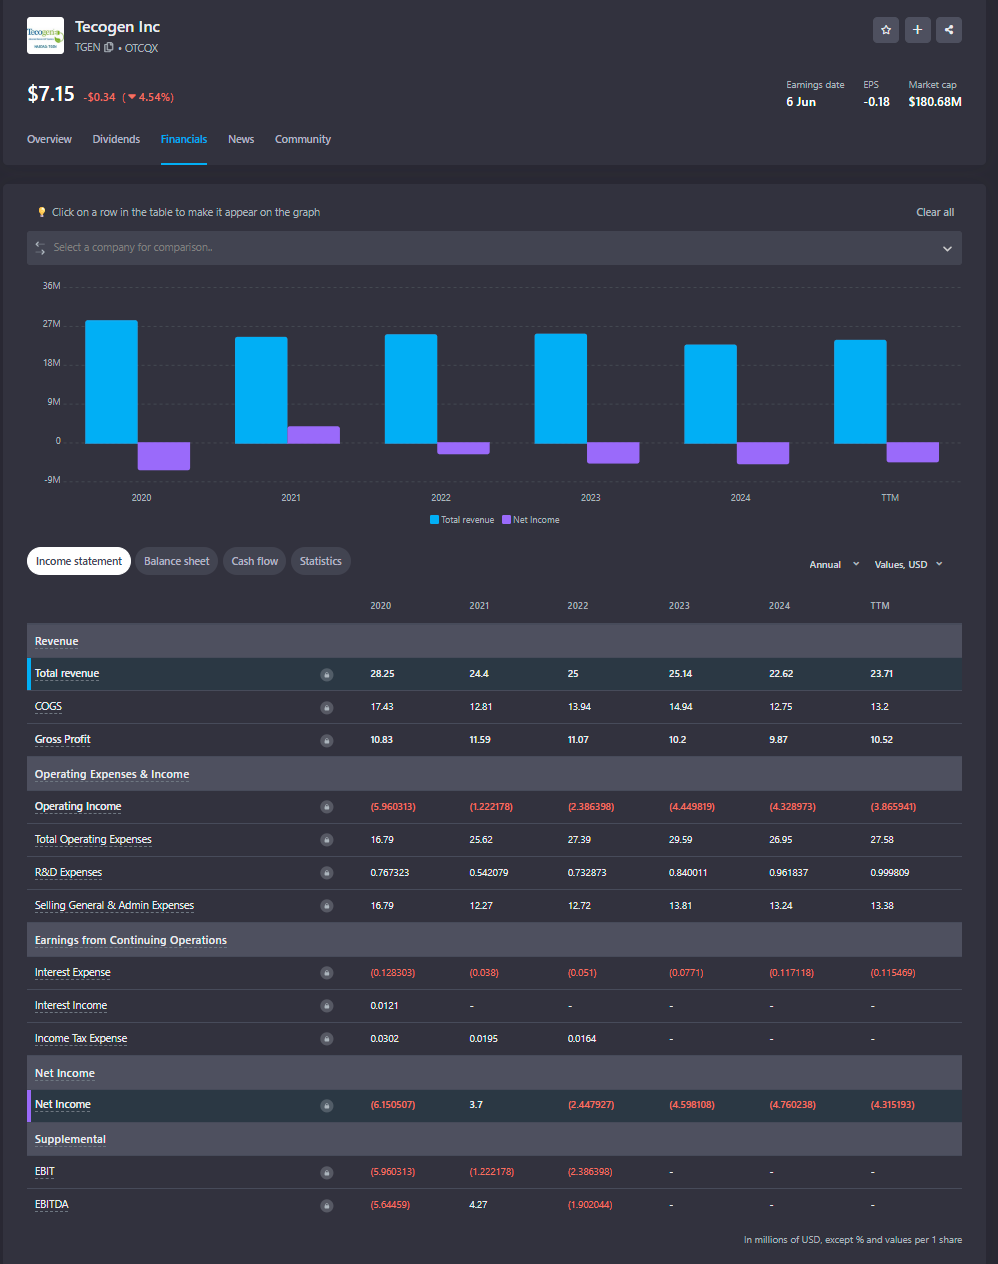 Tecogen
NASDAQ: TGEN
Tecogen Inc
TGEN • OTCQX
$7.15 -$0.34 (▼ 4.54%)
Earnings date EPS Market cap
6 Jun -0.18 $180.68M
Overview Dividends Financials News Community
Click on a row in the table to make it appear on the graph Clear all
Select a company for comparison...
36M
27M
18M
9M
0
-9M
2020 2021 2022 2023 2024 TTM
Total revenue Net Income
Income statement Balance sheet Cash flow Statistics Annual Values, USD
2020 2021 2022 2023 2024 TTM
Revenue
Total revenue 28.25 24.4 25 25.14 22.62 23.71
COGS 17.43 12.81 13.94 14.94 12.75 13.2
Gross Profit 10.83 11.59 11.07 10.2 9.87 10.52
Operating Expenses & Income
Operating Income (5.960313) (1.222178) (2.386398) (4.449819) (4.328973) (3.865941)
Total Operating Expenses 16.79 25.62 27.39 29.59 26.95 27.58
R&D Expenses 0.767323 0.542079 0.732873 0.840011 0.961837 0.999809
Selling General & Admin Expenses 16.79 12.27 12.72 13.81 13.24 13.38
Earnings from Continuing Operations
Interest Expense (0.128303) (0.038) (0.051) (0.0771) (0.117118) (0.115469)
Interest Income 0.0121 - - - - -
Income Tax Expense 0.0302 0.0195 0.0164 - - -
Net Income
Net Income (6.150507) 3.7 (2.447927) (4.598108) (4.760238) (4.315193)
Supplemental
EBIT (5.960313) (1.222178) (2.386398) - - -
EBITDA (5.64459) 4.27 (1.902044) - - -
In millions of USD, except % and values per 1 share